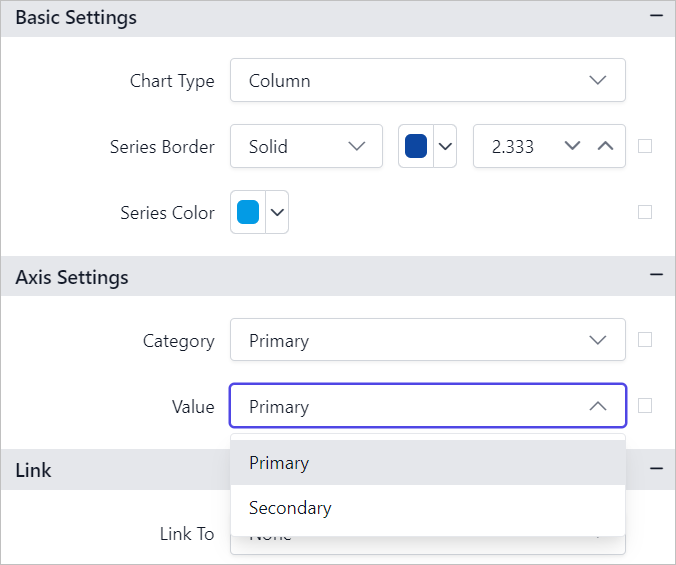 Basic Settings
Chart Type Column
Series Border Solid 2.333
Series Color
Axis Settings
Category Primary
Value Primary
Primary
Link
Secondary
Link To None